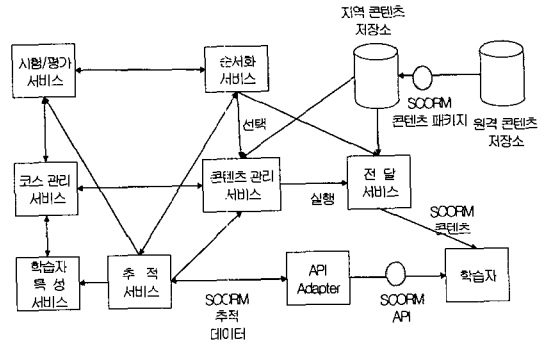 지역 콘텐츠
저장소
시험/평가
서비스
순서화
서비스
SCORM
콘텐츠 패키지
원격 콘텐츠
저장소
선택
코스 관리
서비스
콘텐츠 관리
서비스
실행
전 달
서비스
SCORM
콘텐츠
학습자
특 성
서비스
추 적
서비스
SCORM
추적
데이터
API
Adapter
SCORM
API
학습자